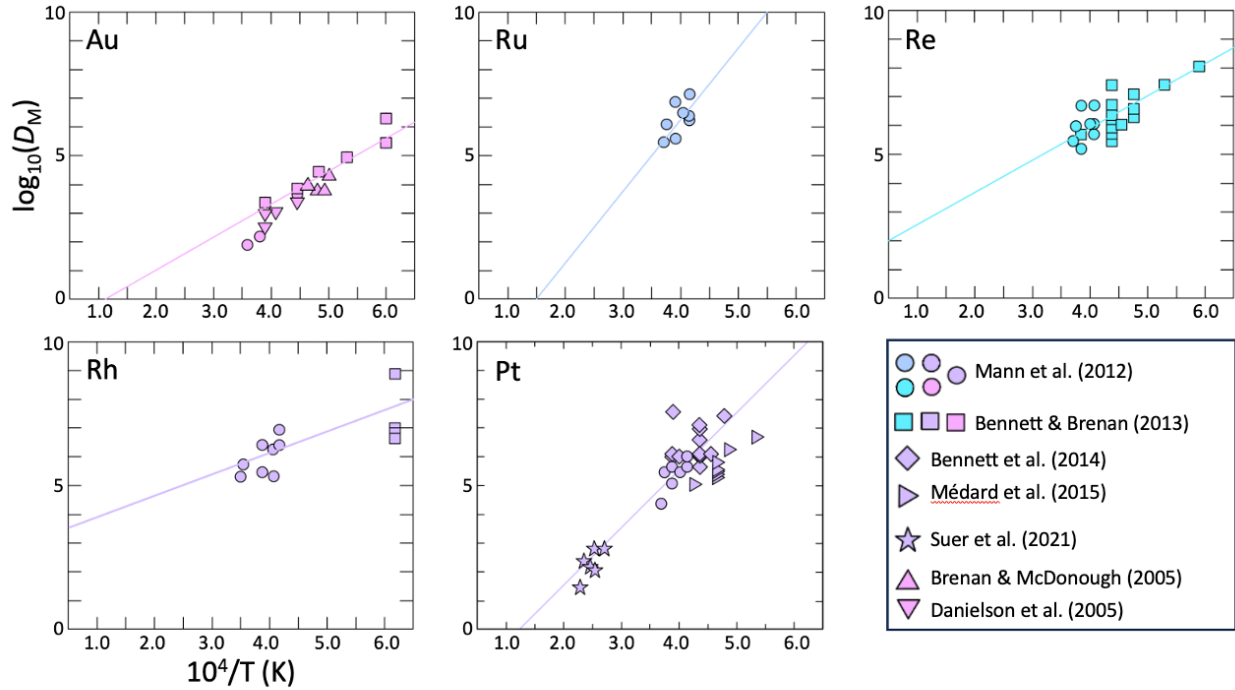 10
Au
5
0
1.0 2.0 3.0 4.0 5.0 6.0
log10(DM)
10
Ru
5
0
1.0 2.0 3.0 4.0 5.0 6.0
10
Re
5
0
1.0 2.0 3.0 4.0 5.0 6.0
10
Rh
5
0
1.0 2.0 3.0 4.0 5.0 6.0
10^4/T (K)
10
Pt
5
0
1.0 2.0 3.0 4.0 5.0 6.0
Mann et al. (2012)
Bennett & Brenan (2013)
Bennett et al. (2014)
Médard et al. (2015)
Suer et al. (2021)
Brenan & McDonough (2005)
Danielson et al. (2005)